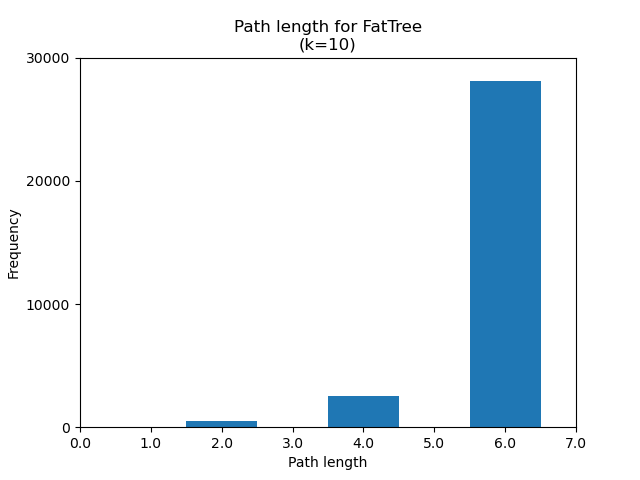 Path length for FatTree
(k=10)
30000
20000
10000
0
Frequency
0.0 1.0 2.0 3.0 4.0 5.0 6.0 7.0
Path length